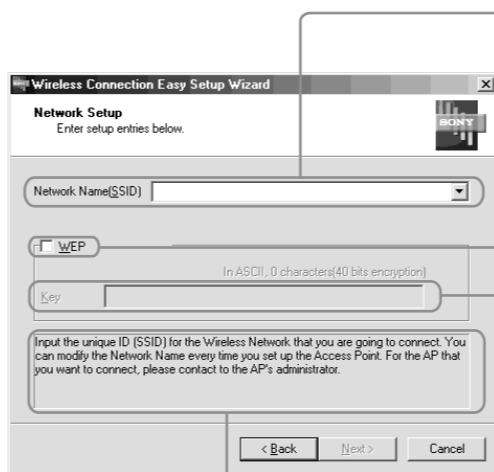 Wireless Connection Easy Setup Wizard
Network Setup
Enter setup entries below.
SONY
Network Name(SSID)
WEP
In ASCII, 0 characters(40 bits encryption)
Key
Input the unique ID (SSID) for the Wireless Network that you are going to connect. You
can modify the Network Name every time you set up the Access Point. For the AP that
you want to connect, please contact to the AP's administrator.
< Back Next > Cancel